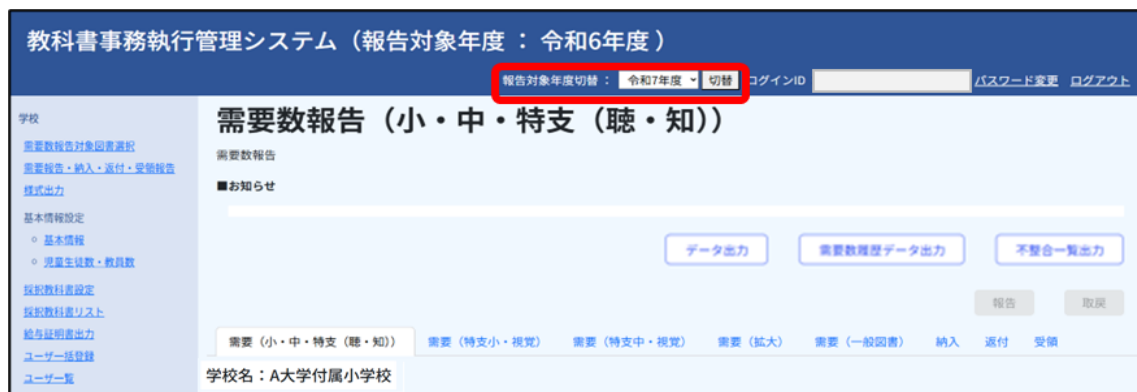 教科書事務執行管理システム（報告対象年度 ： 令和6年度 ）
報告対象年度切替 ： 令和7年度 切替 ログインID パスワード変更 ログアウト
学校
需要数報告対象図書選択
需要報告・納入・返付・受領報告
様式出力
基本情報設定
基本情報
児童生徒数・教員数
採択教科書設定
採択教科書リスト
給与証明書出力
ユーザー括登録
ユーザ一覧
需要数報告（小・中・特支（聴・知））
需要数報告
■お知らせ
データ出力 需要数履歴データ出力 不整合一覧出力
報告 取戻
需要（小・中・特支（聴・知）） 需要（特支小・視覚） 需要（特支中・視覚） 需要（拡大） 需要（一般図書） 納入 返付 受領
学校名：A大学付属小学校